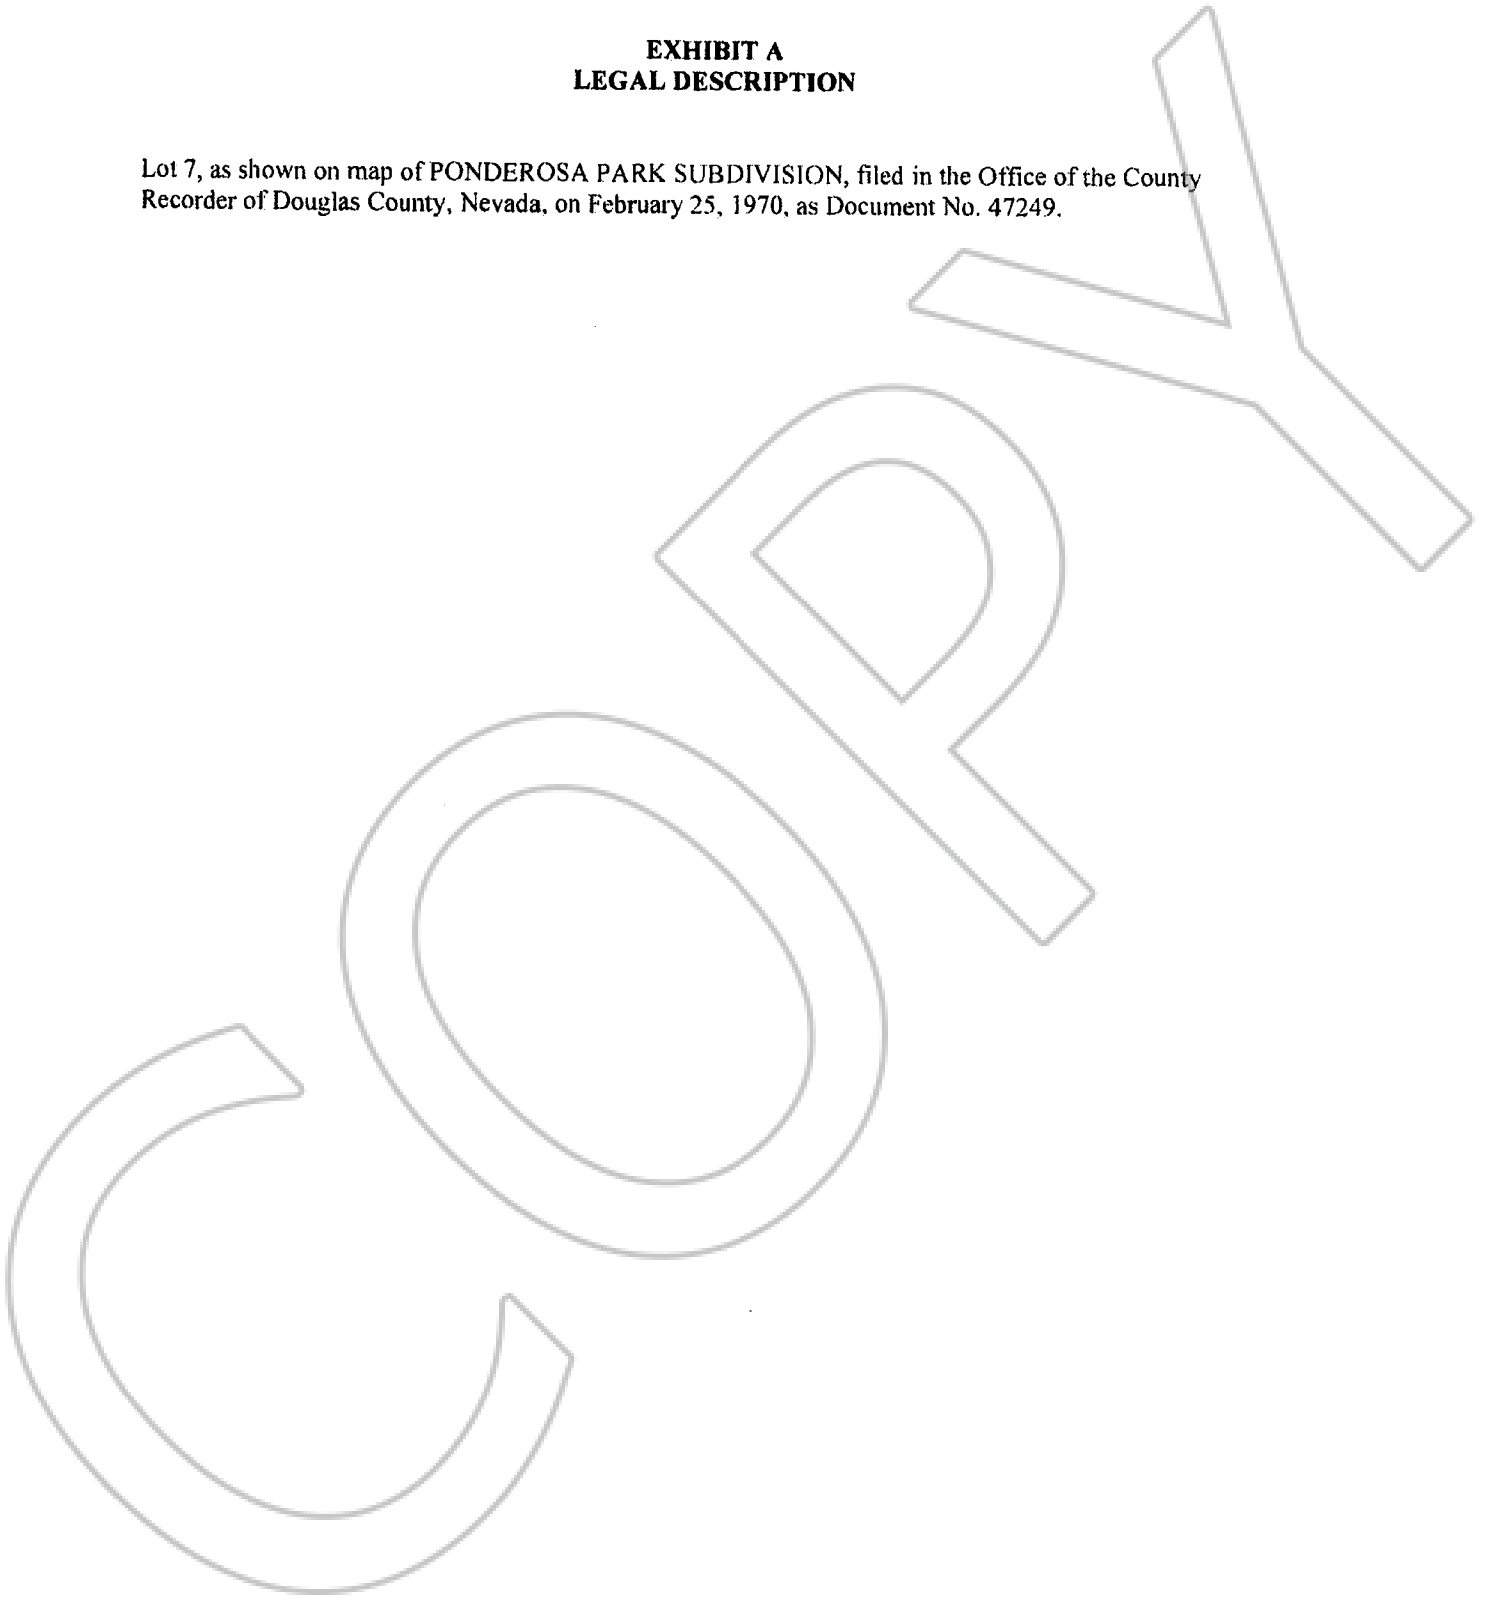 EXHIBIT A
LEGAL DESCRIPTION
Lot 7, as shown on map of PONDEROSA PARK SUBDIVISION, filed in the Office of the County
Recorder of Douglas County, Nevada, on February 25, 1970, as Document No. 47249.
COPY